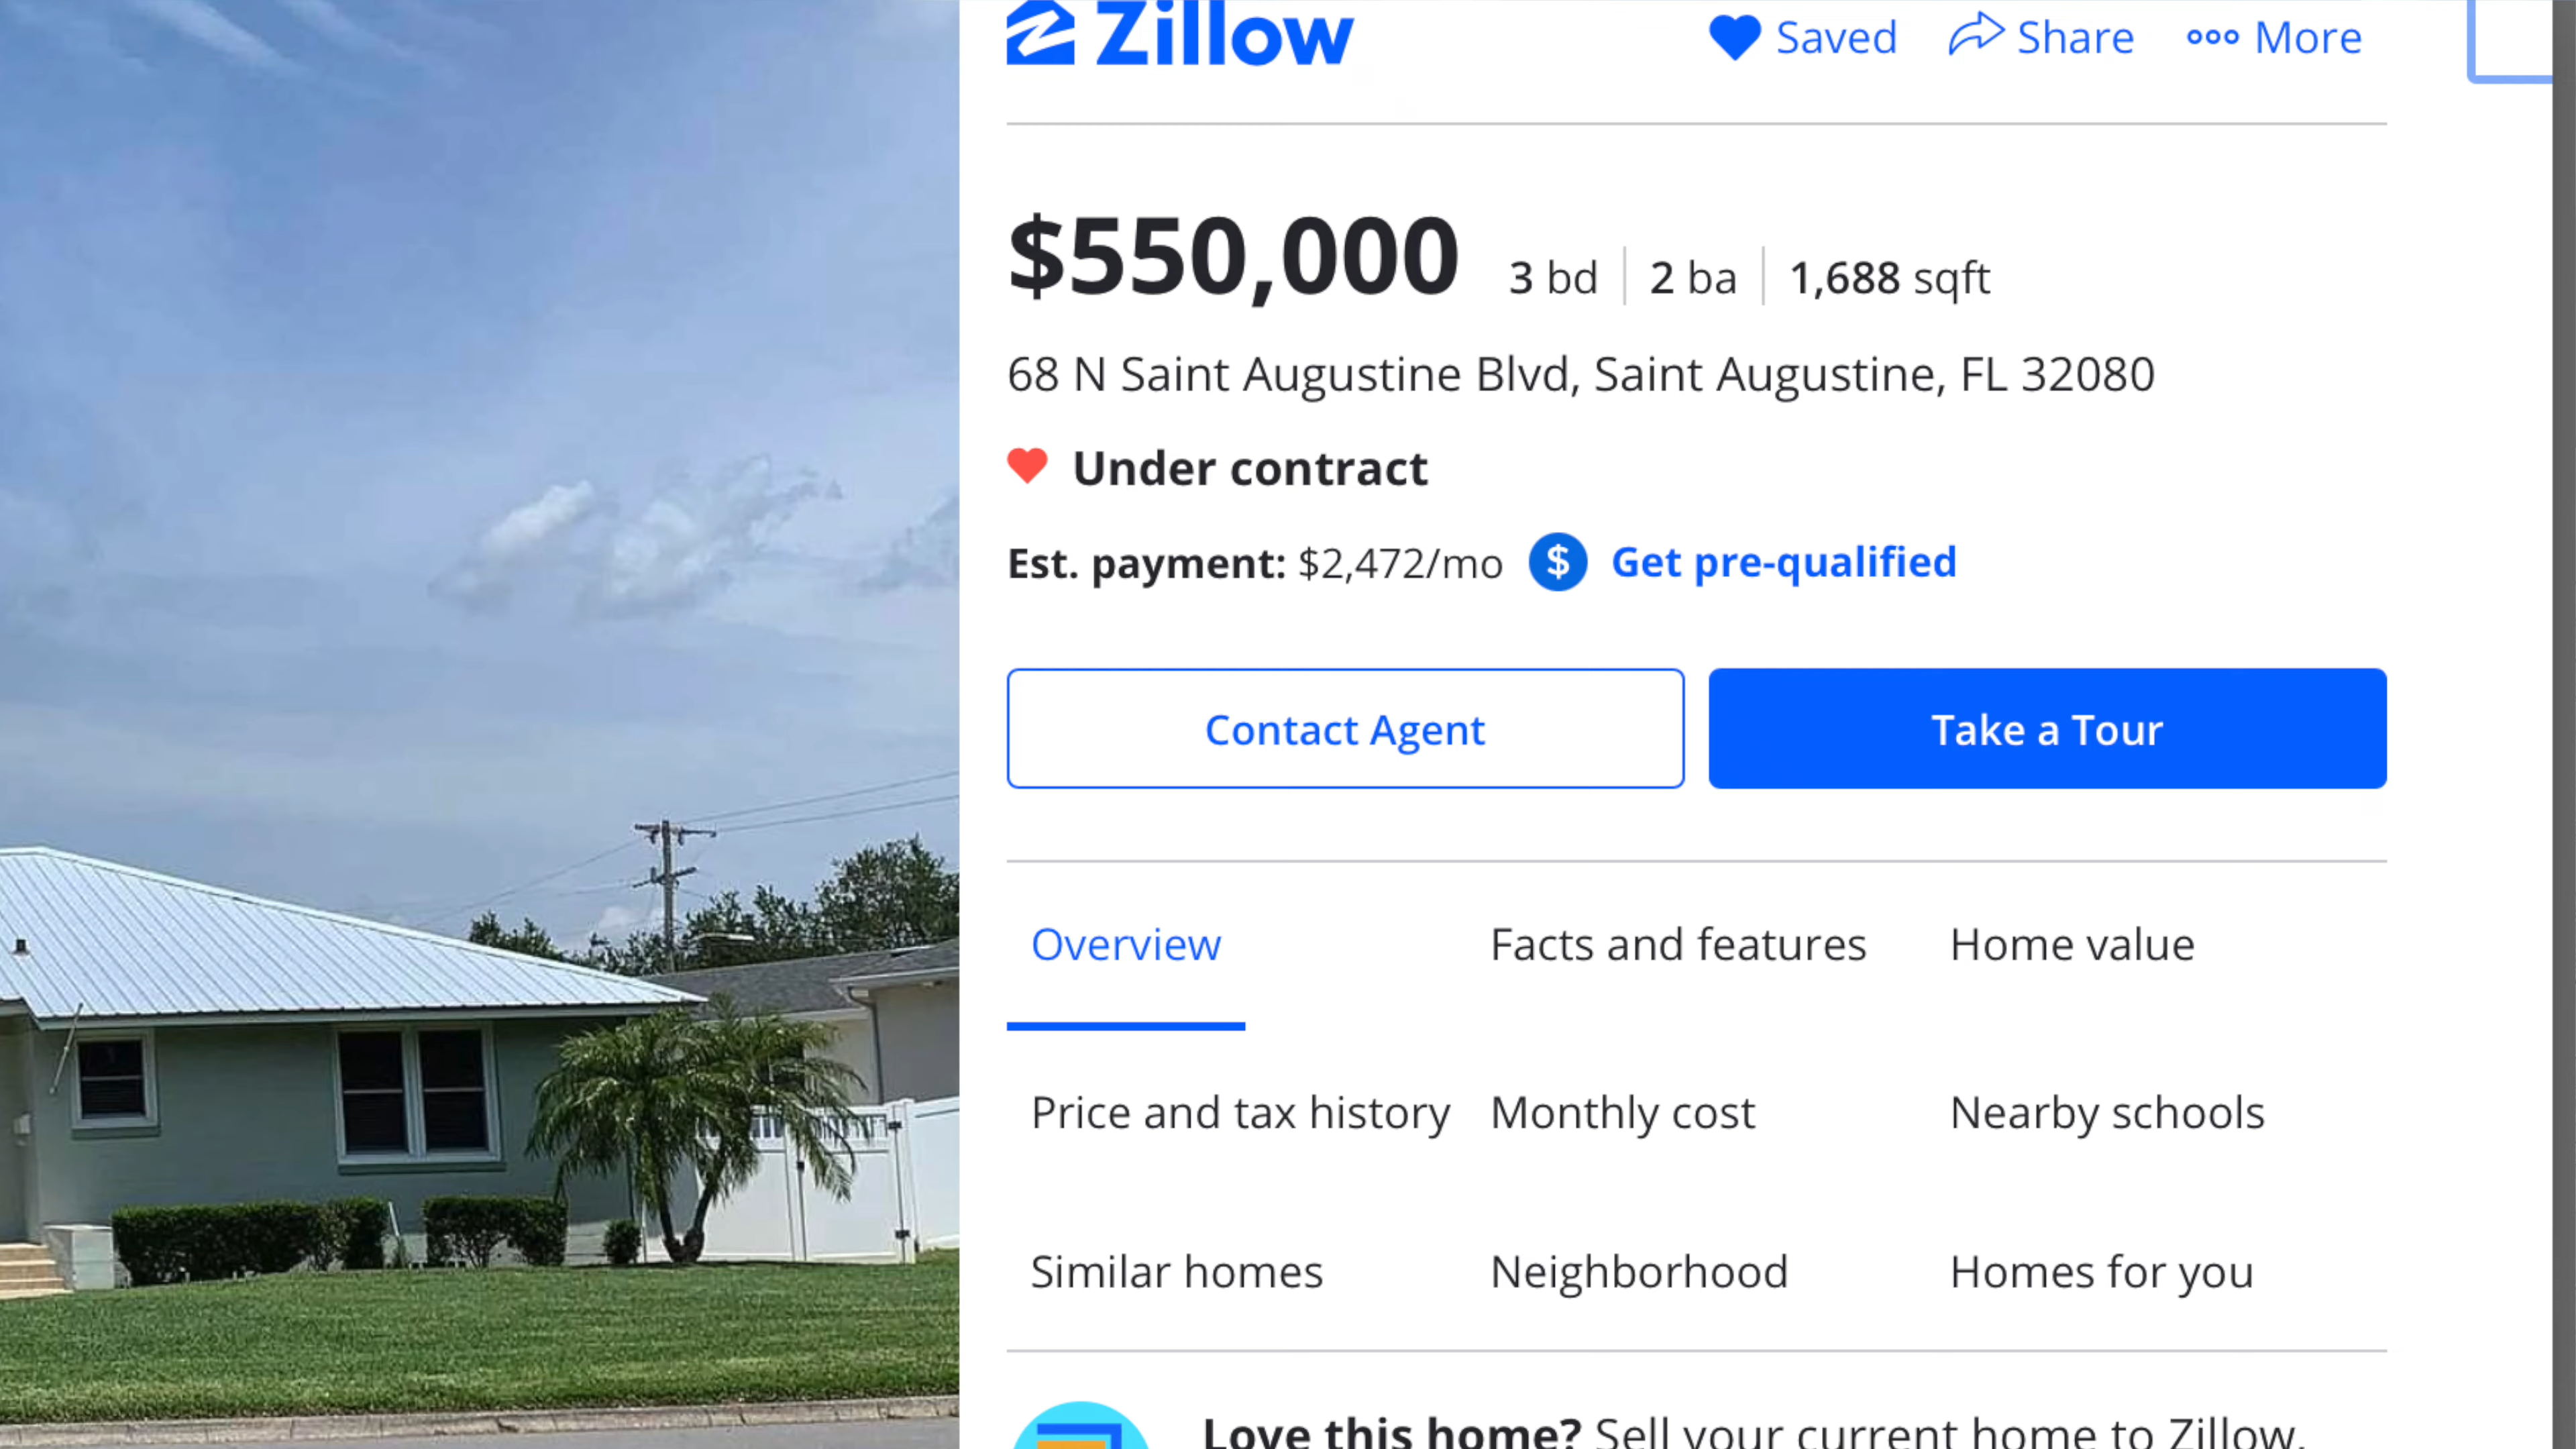 Zillow
Saved Share More
$550,000 3 bd 2 ba 1,688 sqft
68 N Saint Augustine Blvd, Saint Augustine, FL 32080
Under contract
Est. payment: $2,472/mo $ Get pre-qualified
Contact Agent Take a Tour
Overview Facts and features Home value
Price and tax history Monthly cost Nearby schools
Similar homes Neighborhood Homes for you
Love this home? Sell your current home to Zillow.